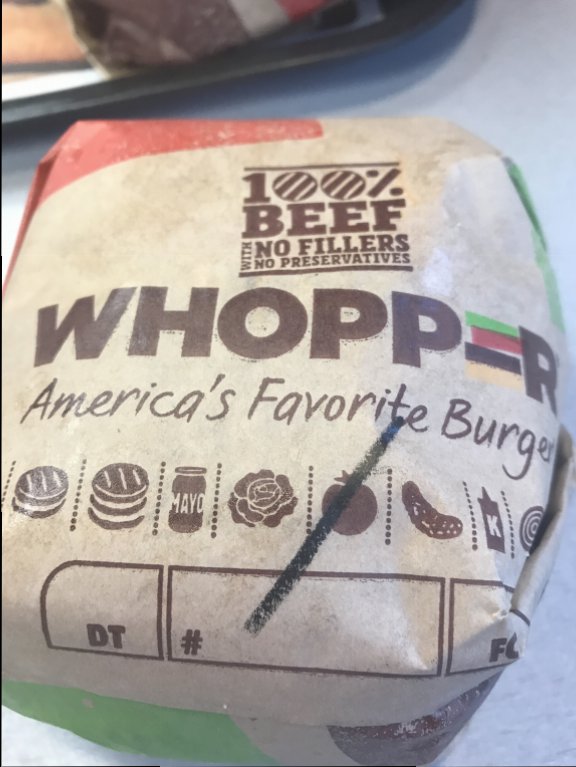 100%
BEEF
WITH NO FILLERS
NO PRESERVATIVES
WHOPPER
America's Favorite Burger
MAYO
K
DT
#